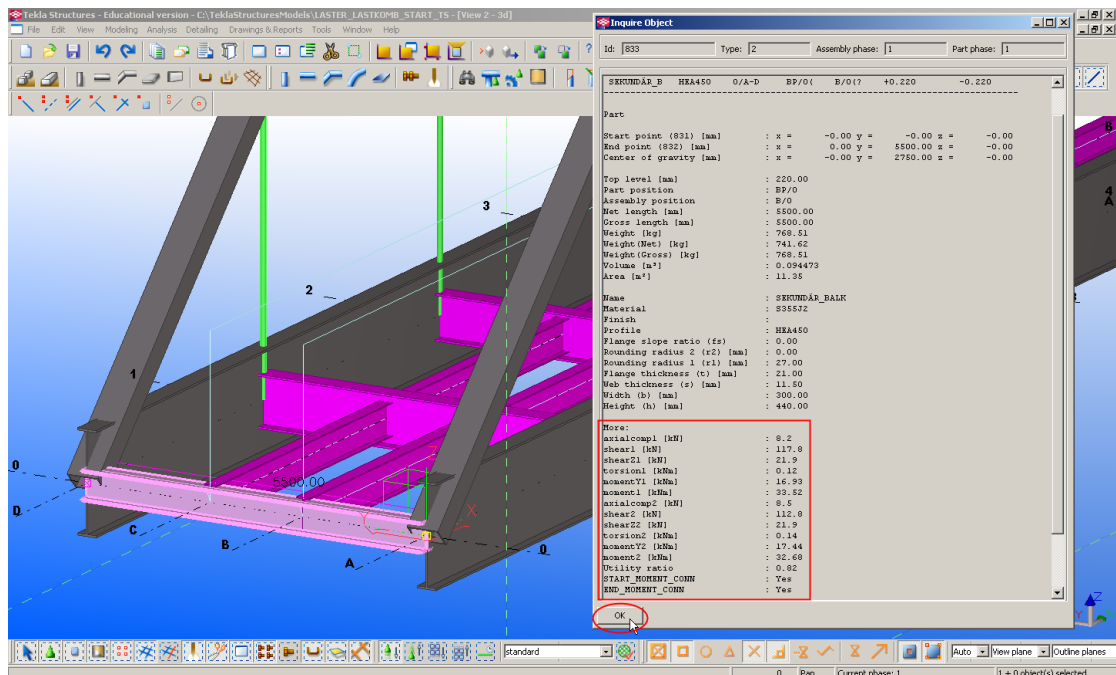 Tekla Structures - Educational version - C:\TeklaStructuresModels\LASTER_LASTKOMB_START_TS - [View 2 - 3d]
File Edit View Modeling Analysis Detailing Drawings & Reports Tools Window Help
standard
Auto View plane Outline planes
0 Pan Current phase: 1 1 + 0 object(s) selected
3
2
1
0
D
C
B
A
0
5500.00
X
B
4
A
Z
Inquire Object
Id: 833 Type: 2 Assembly phase: 1 Part phase: 1
SEKUNDÄR_B HEA450 0/A-D BP/0( B/0(? +0.220 -0.220
Part
Start point (831) [mm] : x = -0.00 y = -0.00 z = -0.00
End point (832) [mm] : x = 0.00 y = 5500.00 z = -0.00
Center of gravity [mm] : x = -0.00 y = 2750.00 z = -0.00
Top level [mm] : 220.00
Part position : BP/0
Assembly position : B/0
Net length [mm] : 5500.00
Gross length [mm] : 5500.00
Weight [kg] : 768.51
Weight(Net) [kg] : 741.62
Weight(Gross) [kg] : 768.51
Volume [m³] : 0.094473
Area [m²] : 11.35
Name : SEKUNDÄR_BALK
Material : S355J2
Finish :
Profile : HEA450
Flange slope ratio (fs) : 0.00
Rounding radius 2 (r2) [mm] : 0.00
Rounding radius 1 (r1) [mm] : 27.00
Flange thickness (t) [mm] : 21.00
Web thickness (s) [mm] : 11.50
Width (b) [mm] : 300.00
Height (h) [mm] : 440.00
More:
axialcomp1 [kN] : 8.2
shear1 [kN] : 117.8
shearZ1 [kN] : 21.9
torsion1 [kNm] : 0.12
momentY1 [kNm] : 16.93
moment1 [kNm] : 33.52
axialcomp2 [kN] : 8.5
shear2 [kN] : 112.8
shearZ2 [kN] : 21.9
torsion2 [kNm] : 0.14
momentY2 [kNm] : 17.44
moment2 [kNm] : 32.68
Utility ratio : 0.82
START_MOMENT_CONN : Yes
END_MOMENT_CONN : Yes
OK